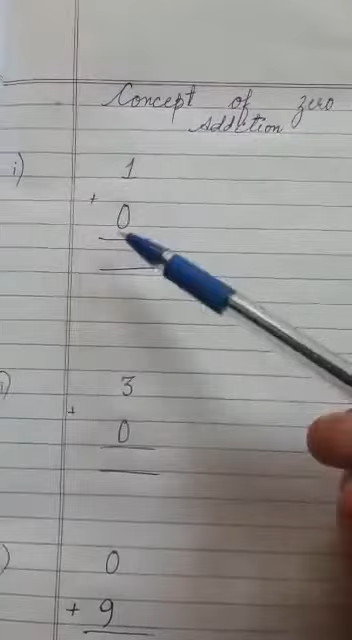 Concept of zero
Addition
i) 1
+
0
3
+
0
) 0
+ 9